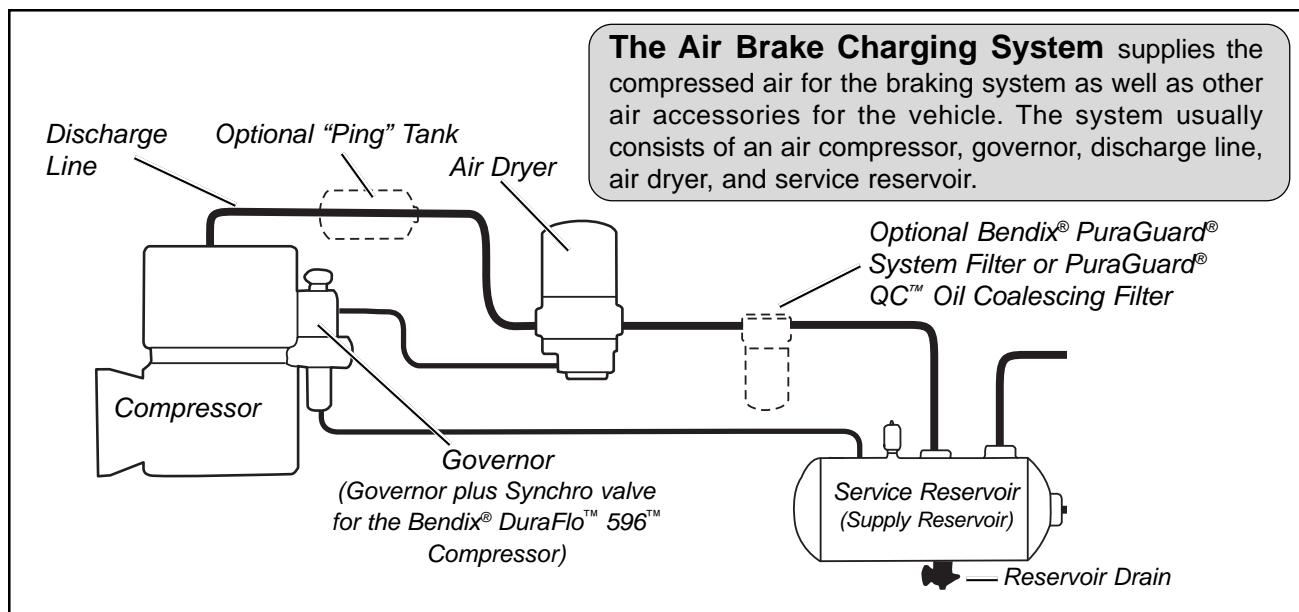 The Air Brake Charging System supplies the
compressed air for the braking system as well as other
air accessories for the vehicle. The system usually
consists of an air compressor, governor, discharge line,
air dryer, and service reservoir.
Discharge
Line
Optional “Ping” Tank
Air Dryer
Optional Bendix® PuraGuard®
System Filter or PuraGuard®
QC™ Oil Coalescing Filter
Compressor
Governor
(Governor plus Synchro valve
for the Bendix® DuraFlo™ 596™
Compressor)
Service Reservoir
(Supply Reservoir)
Reservoir Drain